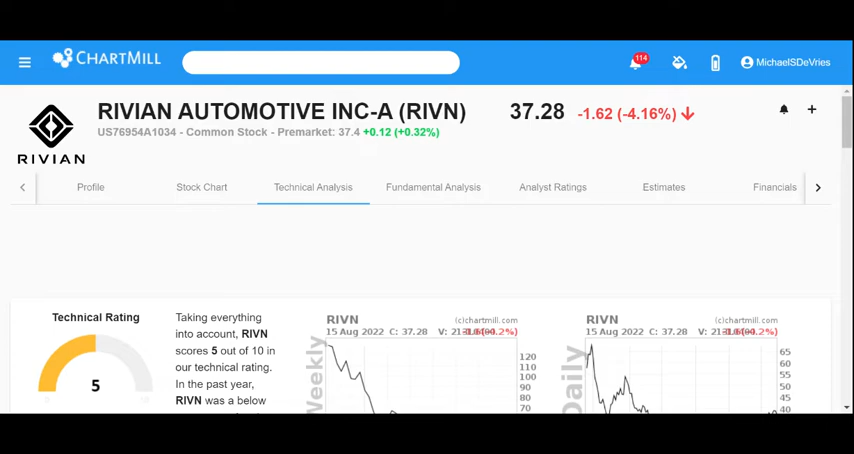 CHARTMILL
114
MichaelSDeVries
RIVIAN
RIVIAN AUTOMOTIVE INC-A (RIVN)
37.28 -1.62 (-4.16%)
US76954A1034 - Common Stock - Premarket: 37.4 +0.12 (+0.32%)
Profile
Stock Chart
Technical Analysis
Fundamental Analysis
Analyst Ratings
Estimates
Financials
Technical Rating
5
0
10
Taking everything
into account, RIVN
scores 5 out of 10 in
our technical rating.
In the past year,
RIVN was a below
RIVN
(c)chartmill.com
15 Aug 2022 C: 37.28
Weekly
120
110
100
90
80
70
RIVN
(c)chartmill.com
15 Aug 2022 C: 37.28
Daily
65
60
55
50
45
40